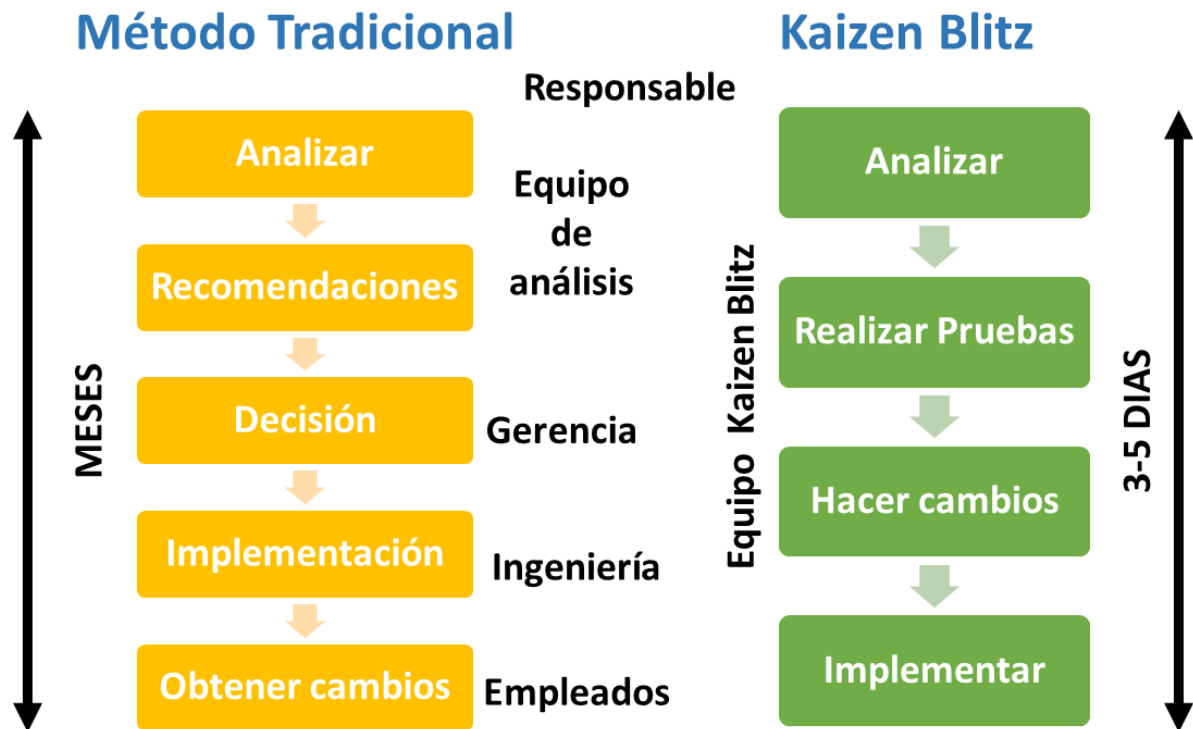 Método Tradicional
Kaizen Blitz
Responsable
MESES
Analizar
Recomendaciones
Decisión
Implementación
Obtener cambios
Equipo
de
análisis
Gerencia
Ingeniería
Empleados
Equipo Kaizen Blitz
Analizar
Realizar Pruebas
Hacer cambios
Implementar
3-5 DIAS